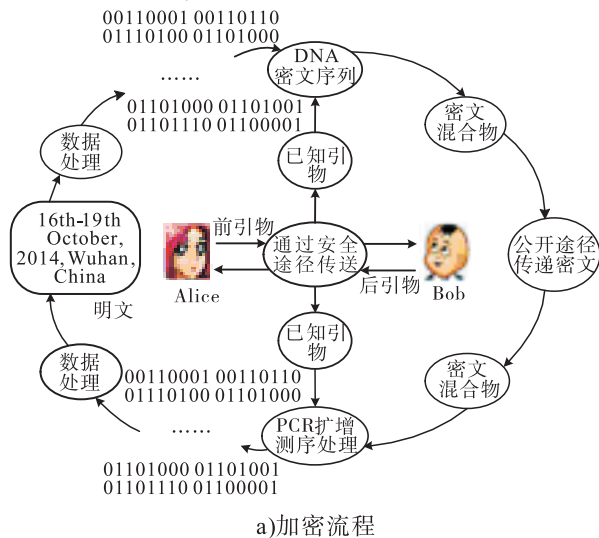 00110001 00110110
01110100 01101000
……
01101000 01101001
01101110 01100001
DNA
密文序列
密文
混合物
数据
处理
已知引
物
16th-19th
October,
2014,Wuhan,
China
明文
前引物
Alice
通过安全
途径传送
后引物
Bob
公开途径
传递密文
已知引
物
数据
处理
00110001 00110110
01110100 01101000
……
01101000 01101001
01101110 01100001
密文
混合物
PCR扩增
测序处理
a)加密流程